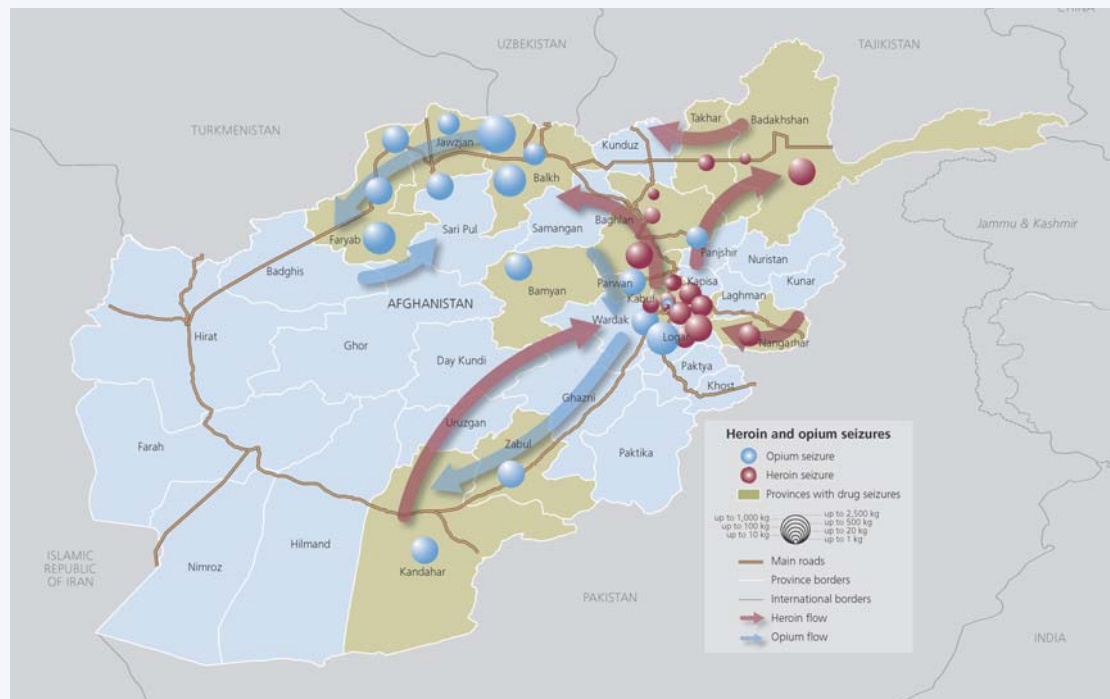 CHINA
UZBEKISTAN
TAJIKISTAN
TURKMENISTAN
Takhar
Badakhshan
Kunduz
Jawzjan
Balkh
Jammu & Kashmir
Baghlan
Samangan
Sari Pul
Faryab
Panjshir
Nuristan
Badghis
Bamyan
Parwan
Kapisa
Kunar
Laghman
AFGHANISTAN
Kabul
Wardak
Hirat
Ghor
Logar
Nangarhar
Day Kundi
Paktya
Khost
Ghazni
Uruzgan
Zabul
Paktika
Farah
Hilmand
Nimroz
Kandahar
ISLAMIC
REPUBLIC
OF IRAN
PAKISTAN
INDIA
Heroin and opium seizures
Opium seizure
Heroin seizure
Provinces with drug seizures
up to 1,000 kg
up to 100 kg
up to 10 kg
up to 2,500 kg
up to 500 kg
up to 20 kg
up to 1 kg
Main roads
Province borders
International borders
Heroin flow
Opium flow